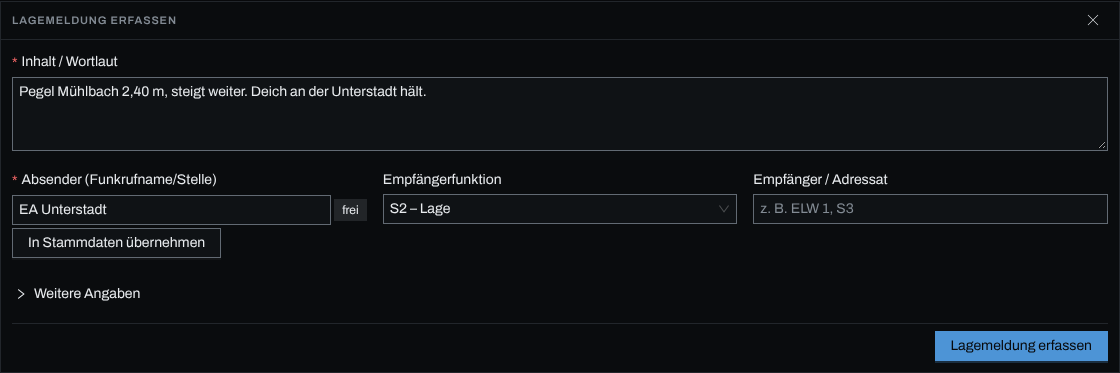 LAGEMELDUNG ERFASSEN
* Inhalt / Wortlaut
Pegel Mühlbach 2,40 m, steigt weiter. Deich an der Unterstadt hält.
* Absender (Funkrufname/Stelle)
EA Unterstadt
frei
In Stammdaten übernehmen
Empfängerfunktion
S2 – Lage
Empfänger / Adressat
z. B. ELW 1, S3
Weitere Angaben
Lagemeldung erfassen